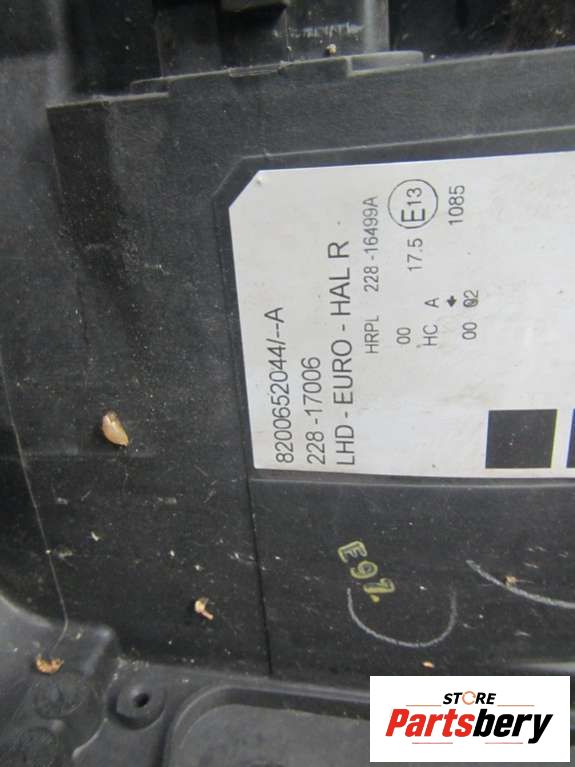 8200652044/--A
228 -17006
LHD - EURO - HAL R
HRPL 228 -16499A
00 17.5 E13
HC A
00 02 1085
E92
STORE
Partsbery